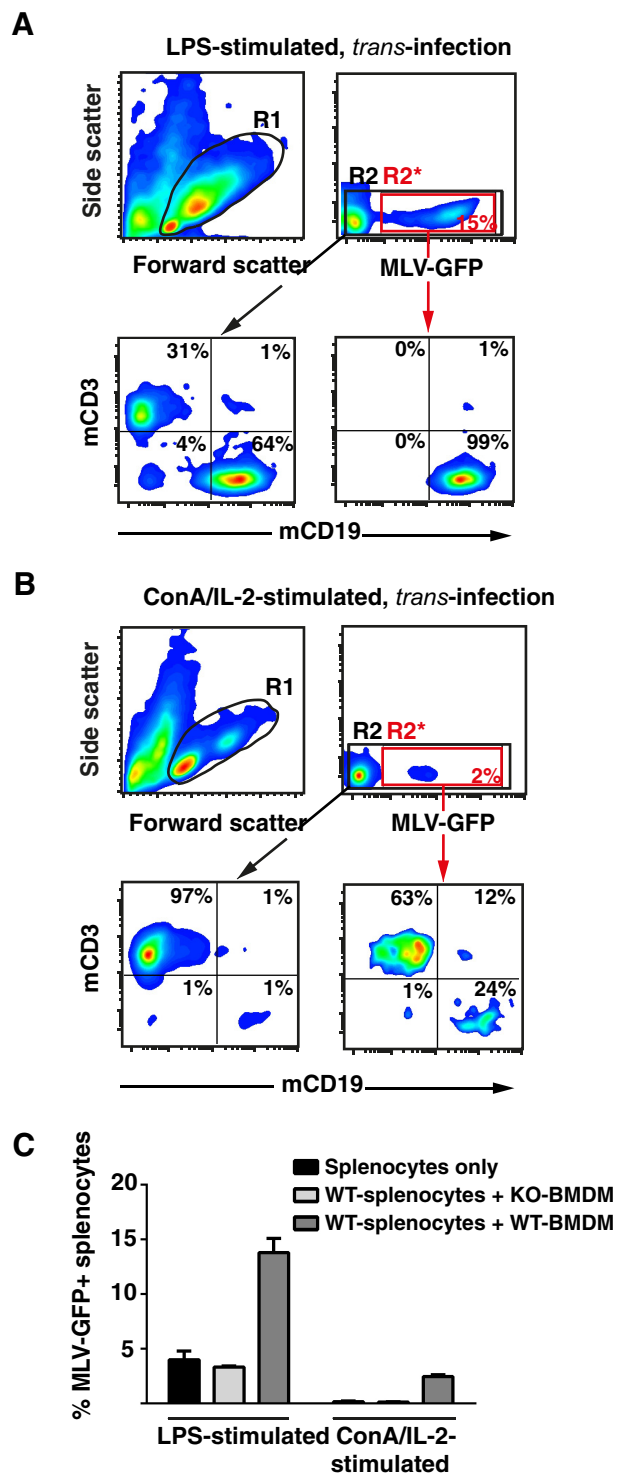 A
LPS-stimulated, trans-infection
Side scatter
R1
R2 R2*
15%
Forward scatter
MLV-GFP
mCD3
31%
1%
4%
64%
0%
1%
0%
99%
mCD19
B
ConA/IL-2-stimulated, trans-infection
Side scatter
R1
R2 R2*
2%
Forward scatter
MLV-GFP
mCD3
97%
1%
1%
1%
63%
12%
1%
24%
mCD19
C
% MLV-GFP+ splenocytes
Splenocytes only
WT-splenocytes + KO-BMDM
WT-splenocytes + WT-BMDM
20
15
10
5
LPS-stimulated ConA/IL-2-
stimulated